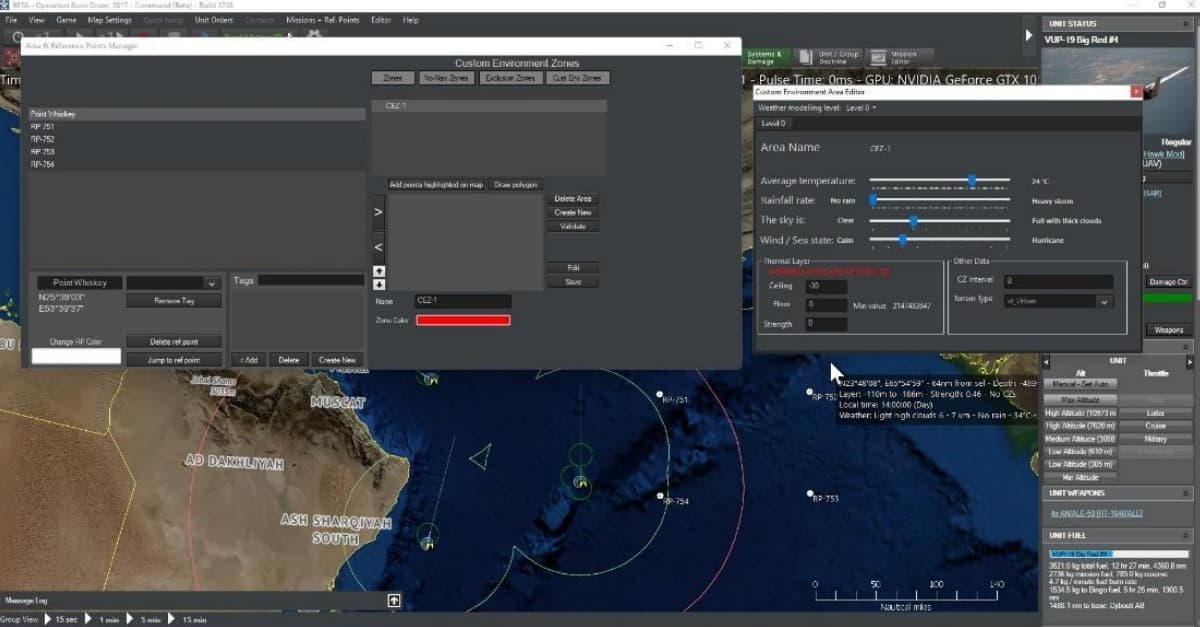 BETA - Operation Brass Drum, 2017 - Command (Beta) - Build 1738
File View Game Map Settings Quick Jump Unit Orders Contacts Missions + Ref. Points Editor Help
Area & Reference Points Manager
Custom Environment Zones
Zones No-Nav Zones Exclusion Zones Cust Env Zones
CEZ-1
Point Whiskey
RP-751
RP-752
RP-753
RP-754
Add points highlighted on map Draw polygon
Delete Area
Create New
Validate
>
<
Edit
Save
Name CEZ-1
Zone Color
Point Whiskey
N25°39'03"
E53°39'37"
Remove Tag
Change RP Color
Delete ref point
Jump to ref point
Tags
< Add Delete Create New
Tim
Systems & Damage
Unit / Group Doctrine
Mission Editor
1 - Pulse Time: 0ms - GPU: NVIDIA GeForce GTX 10
Custom Environment Area Editor
Weather modelling level: Level 0
Level 0
Area Name CEZ-1
Average temperature: 24 °C
Rainfall rate: No rain Heavy storm
The sky is: Clear Full with thick clouds
Wind / Sea state: Calm Hurricane
Thermal Layer
Ceiling -30
Floor 0 Min value -2147483647
Strength 0
Other Data
CZ Interval 0
Terrain Type vt_Urban
UNIT STATUS
VUP-19 Big Red #4
Regular
Hawk Mod]
UAV)
SAR)
Damage Ctrl
Weapons
UNIT
Alt Throttle
Manual - Set Auto
Max Altitude
High Altitude (10973 m
Loiter
High Altitude (7620 m)
Cruise
Medium Altitude (3658
Military
Low Altitude (610 m)
Low Altitude (305 m)
Min Altitude
UNIT WEAPONS
4x AN/ALE-50 [RT-1646/ALE]
UNIT FUEL
VUP-19 Big Red #4
3821.0 kg total fuel, 12 hr 27 min, 4360.8 nm
2736 kg mission fuel, 785.0 kg reserve
4.7 kg / minute fuel burn rate
1534.5 kg to Bingo fuel, 5 hr 25 min, 1900.5
nm
1488.1 nm to base: Djibouti AB
N23°48'08", E65°54'59" - 64nm from sel - Depth: -489
Layer: -110m to -186m - Strength: 0.46 - No CZs
Local time: 14:00:00 (Day)
Weather: Light high clouds 6 - 7 km - No rain - 34°C -
Jabal Shams
MUSCAT
AD DAKHLIYAH
ASH SHARQIYAH
SOUTH
BU
RP-751
RP-752
RP-754
RP-753
0 50 100 140
Nautical miles
Message Log
Group View 15 sec 1 min 5 min 15 min